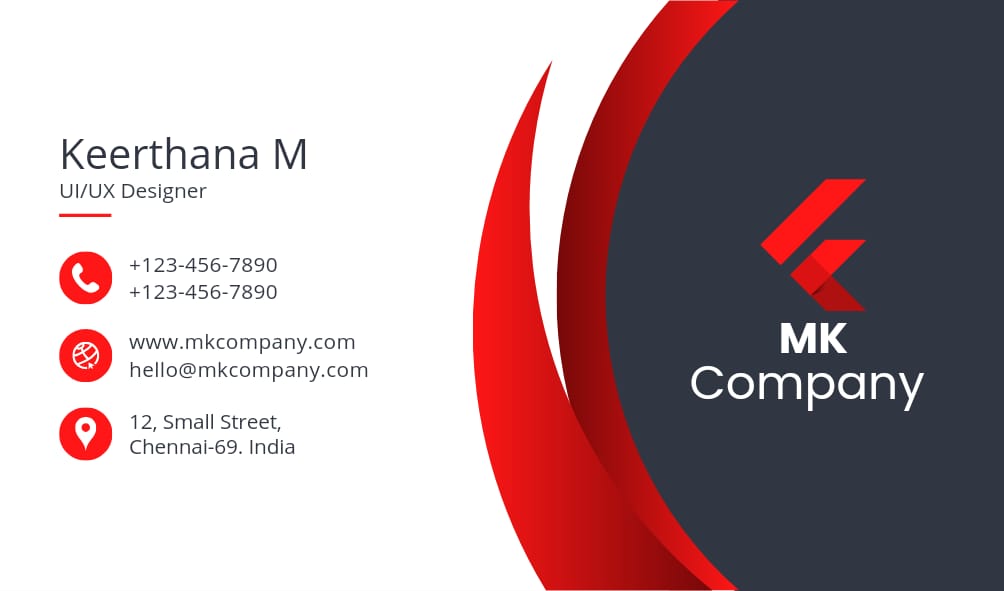 Keerthana M
UI/UX Designer
+123-456-7890
+123-456-7890
www.mkcompany.com
hello@mkcompany.com
12, Small Street,
Chennai-69. India
MK
Company